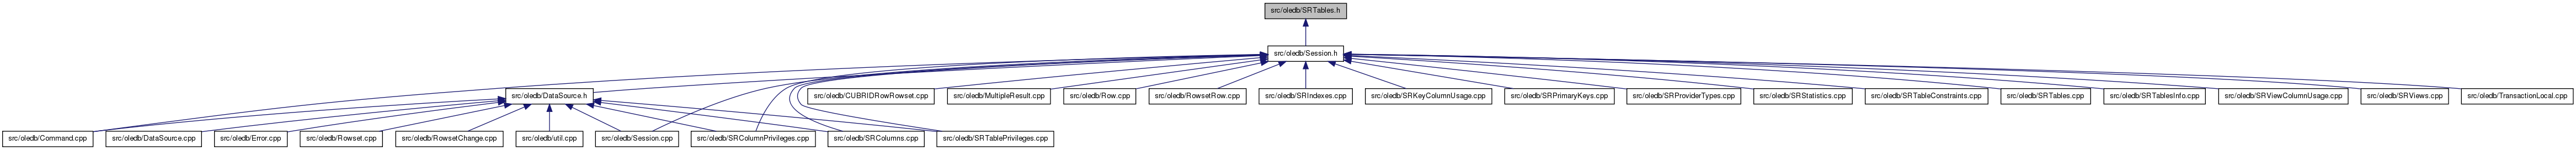 src/oledb/SRTables.h
src/oledb/Session.h
src/oledb/DataSource.h
src/oledb/CUBRIDRowRowset.cpp
src/oledb/MultipleResult.cpp
src/oledb/Row.cpp
src/oledb/RowsetRow.cpp
src/oledb/SRIndexes.cpp
src/oledb/SRKeyColumnUsage.cpp
src/oledb/SRPrimaryKeys.cpp
src/oledb/SRProviderTypes.cpp
src/oledb/SRStatistics.cpp
src/oledb/SRTableConstraints.cpp
src/oledb/SRTables.cpp
src/oledb/SRTablesInfo.cpp
src/oledb/SRViewColumnUsage.cpp
src/oledb/SRViews.cpp
src/oledb/TransactionLocal.cpp
src/oledb/Command.cpp
src/oledb/DataSource.cpp
src/oledb/Error.cpp
src/oledb/Rowset.cpp
src/oledb/RowsetChange.cpp
src/oledb/util.cpp
src/oledb/Session.cpp
src/oledb/SRColumnPrivileges.cpp
src/oledb/SRColumns.cpp
src/oledb/SRTablePrivileges.cpp